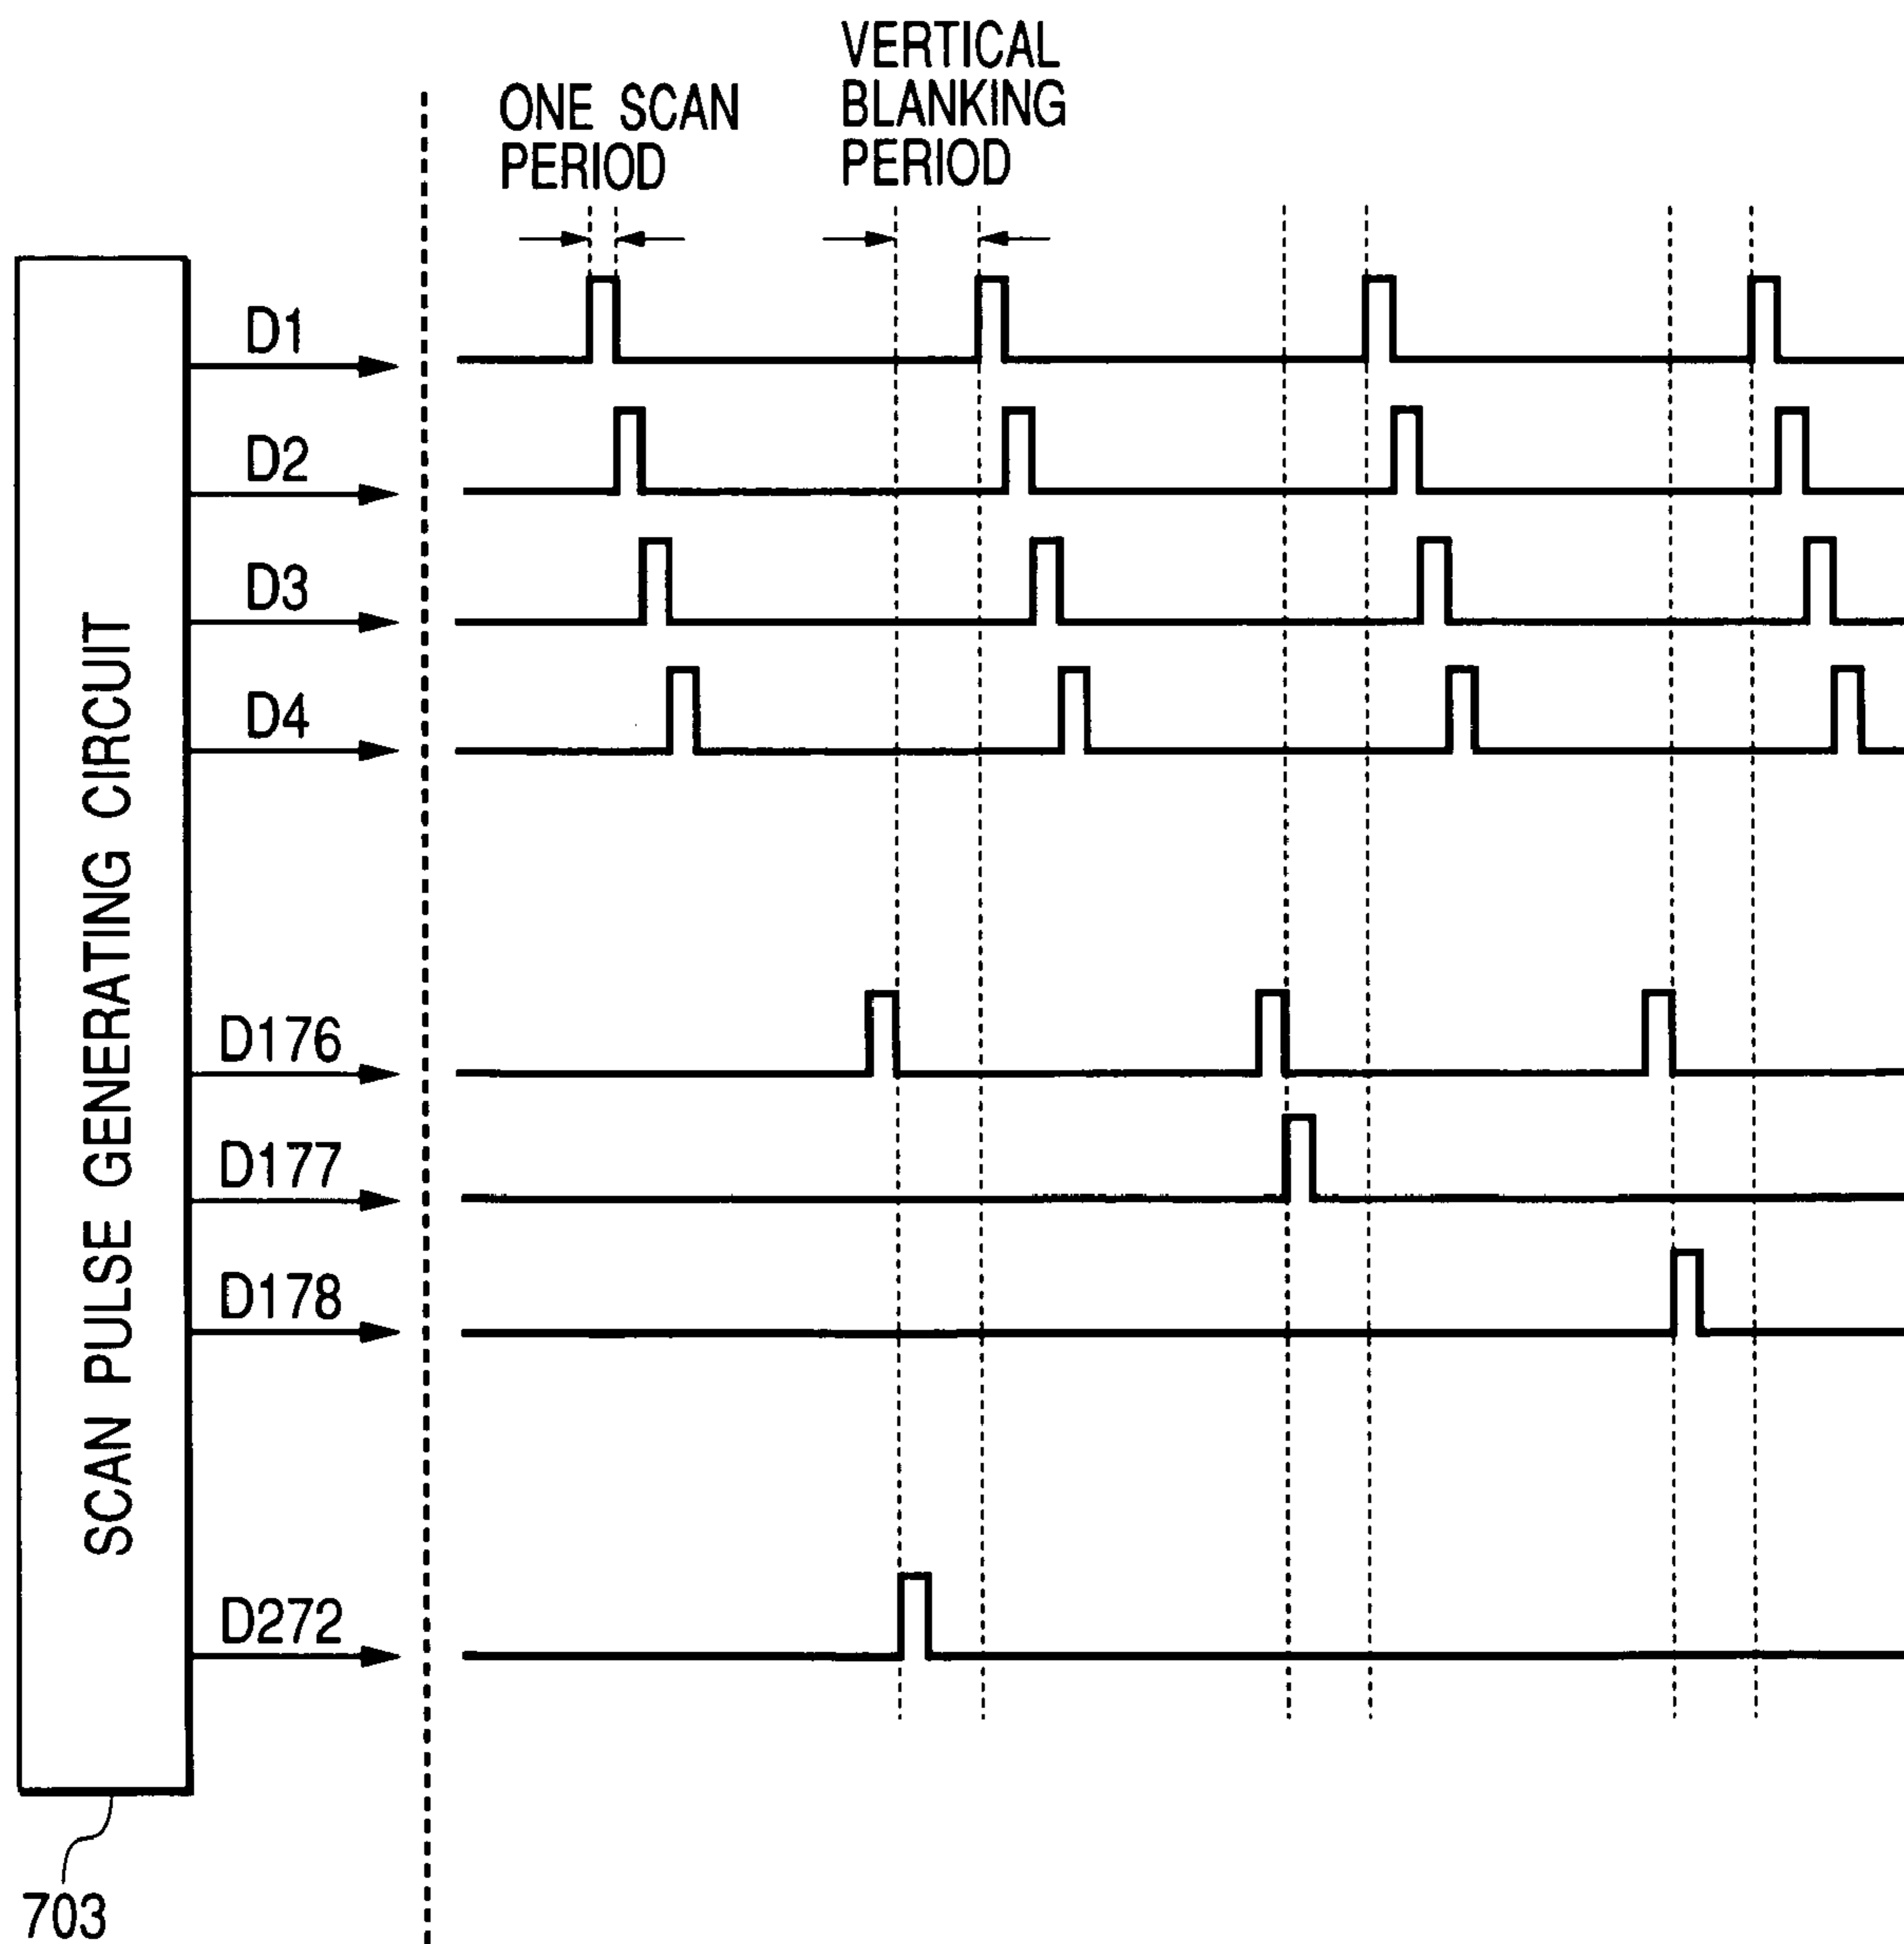 VERTICAL
BLANKING
PERIOD
ONE SCAN
PERIOD
SCAN PULSE GENERATING CIRCUIT
D1
D2
D3
D4
D176
D177
D178
D272
703